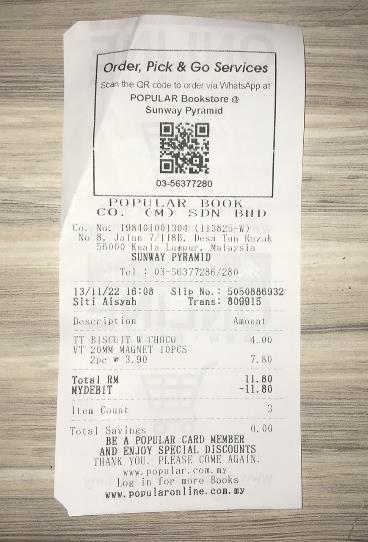 Order, Pick & Go Services
Scan the QR code to order via WhatsApp at
POPULAR Bookstore @
Sunway Pyramid
03-56377280
POPULAR BOOK
CO. (M) SDN BHD
Co. No. 198401001304 (113825-W)
No 8, Jalan 7/118B, Desa Tun Razak
56000 Kuala Lumpur, Malaysia
SUNWAY PYRAMID
Tel : 03-56377286/280
13/11/22 16:08 Slip No.: 5050886932
Siti Aisyah Trans: 809915
Description Amount
TT BISCUIT W CHOCO 4.00
VT 20MM MAGNET 10PCS
2pc @ 3.90 7.80
Total RM 11.80
MYDEBIT -11.80
Item Count 3
Total Savings 0.00
BE A POPULAR CARD MEMBER
AND ENJOY SPECIAL DISCOUNTS
THANK YOU. PLEASE COME AGAIN.
www.popular.com.my
Log in for more Books
www.popularonline.com.my